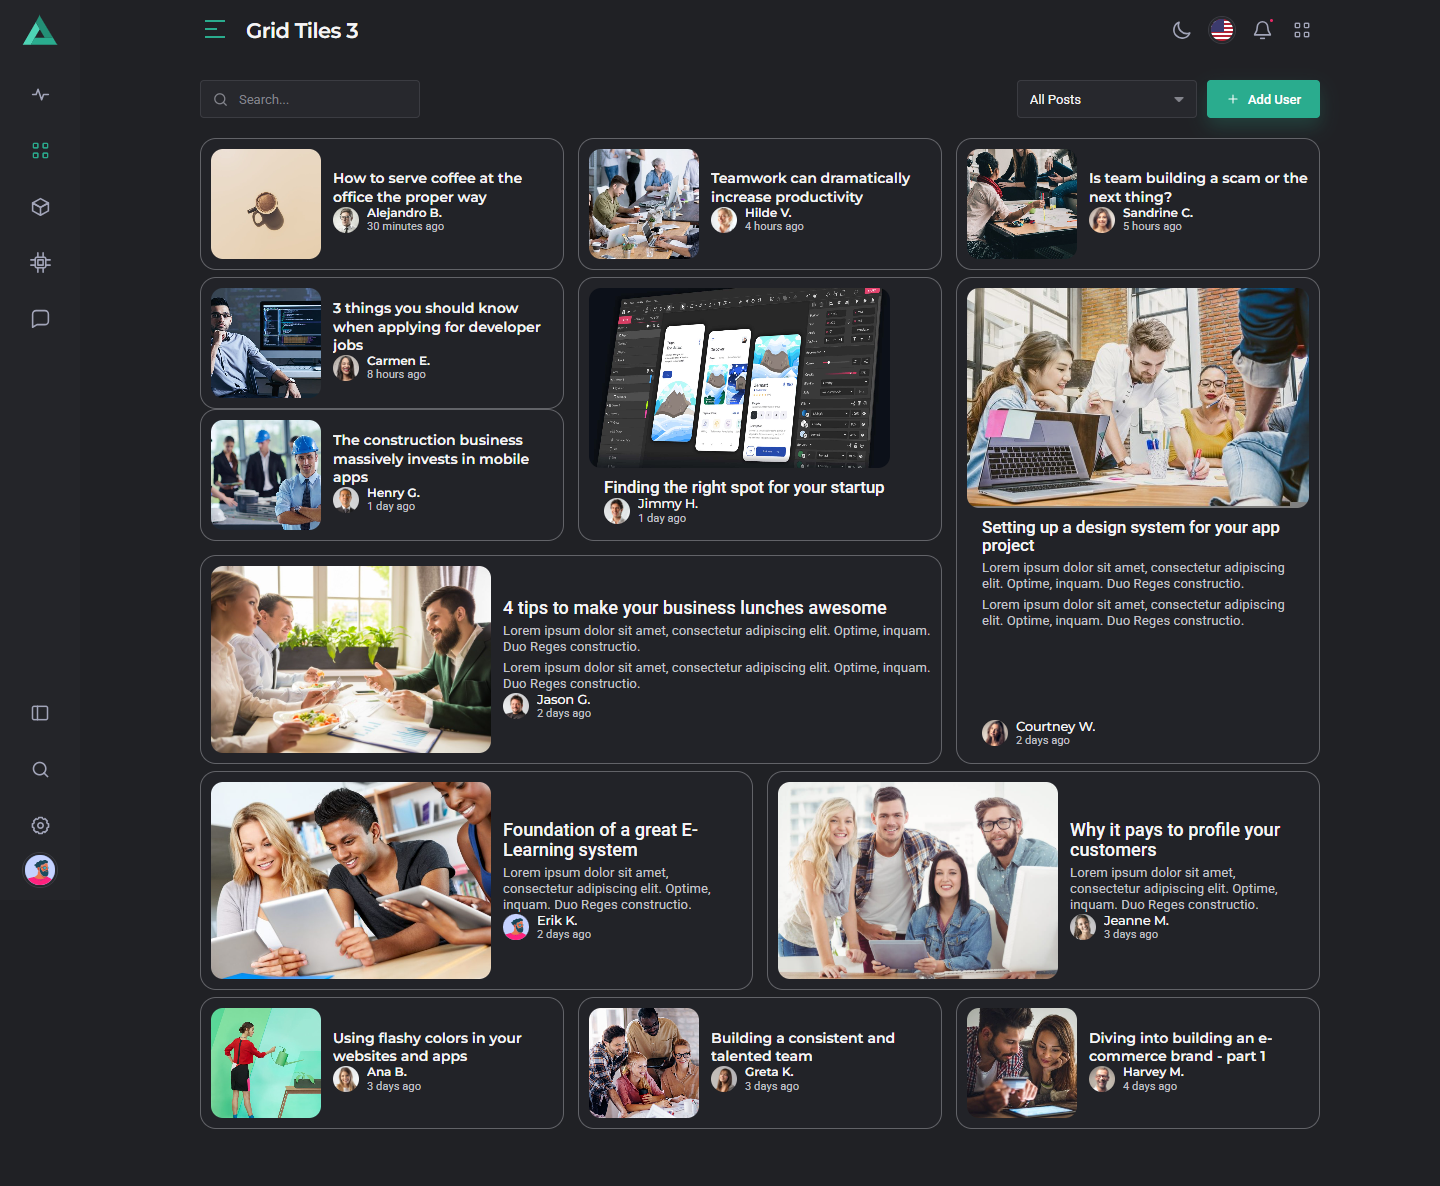 Grid Tiles 3
Search...
All Posts
Add User
How to serve coffee at the
office the proper way
Alejandro B.
30 minutes ago
Teamwork can dramatically
increase productivity
Hilde V.
4 hours ago
Is team building a scam or the
next thing?
Sandrine C.
5 hours ago
3 things you should know
when applying for developer
jobs
Carmen E.
8 hours ago
The construction business
massively invests in mobile
apps
Henry G.
1 day ago
Finding the right spot for your startup
Jimmy H.
1 day ago
Setting up a design system for your app
project
Lorem ipsum dolor sit amet, consectetur adipiscing
elit. Optime, inquam. Duo Reges constructio.
Lorem ipsum dolor sit amet, consectetur adipiscing
elit. Optime, inquam. Duo Reges constructio.
Courtney W.
2 days ago
4 tips to make your business lunches awesome
Lorem ipsum dolor sit amet, consectetur adipiscing elit. Optime, inquam.
Duo Reges constructio.
Lorem ipsum dolor sit amet, consectetur adipiscing elit. Optime, inquam.
Duo Reges constructio.
Jason G.
2 days ago
Foundation of a great E-
Learning system
Lorem ipsum dolor sit amet,
consectetur adipiscing elit. Optime,
inquam. Duo Reges constructio.
Erik K.
2 days ago
Why it pays to profile your
customers
Lorem ipsum dolor sit amet,
consectetur adipiscing elit. Optime,
inquam. Duo Reges constructio.
Jeanne M.
3 days ago
Using flashy colors in your
websites and apps
Ana B.
3 days ago
Building a consistent and
talented team
Greta K.
3 days ago
Diving into building an e-
commerce brand - part 1
Harvey M.
4 days ago